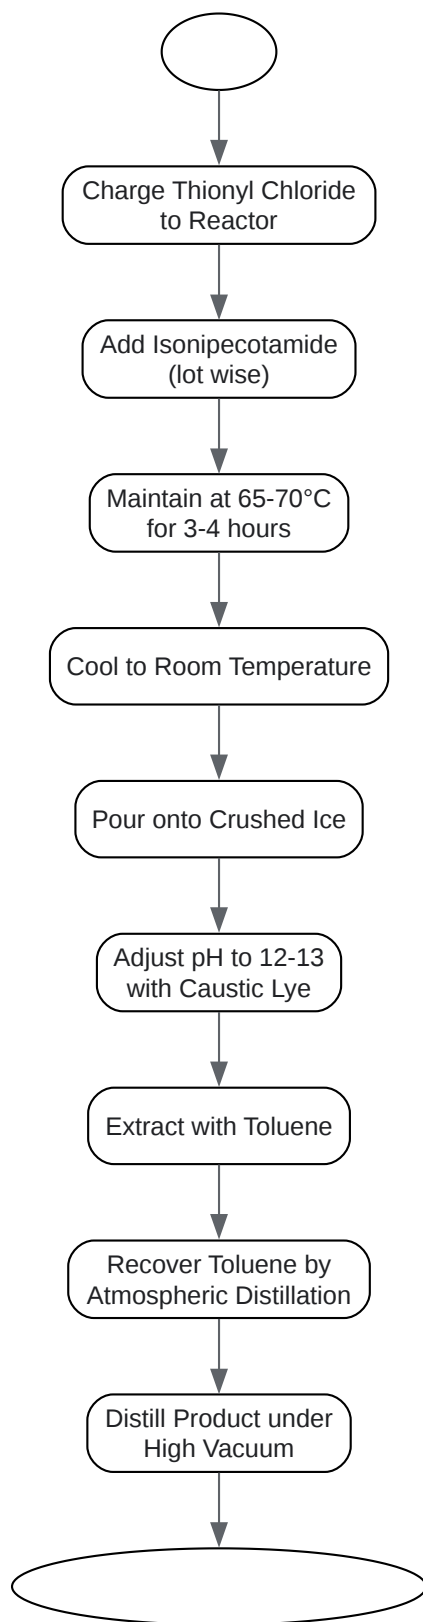 Charge Thionyl Chloride
to Reactor
Add Isonipecotamide
(lot wise)
Maintain at 65-70°C
for 3-4 hours
Cool to Room Temperature
Pour onto Crushed Ice
Adjust pH to 12-13
with Caustic Lye
Extract with Toluene
Recover Toluene by
Atmospheric Distillation
Distill Product under
High Vacuum